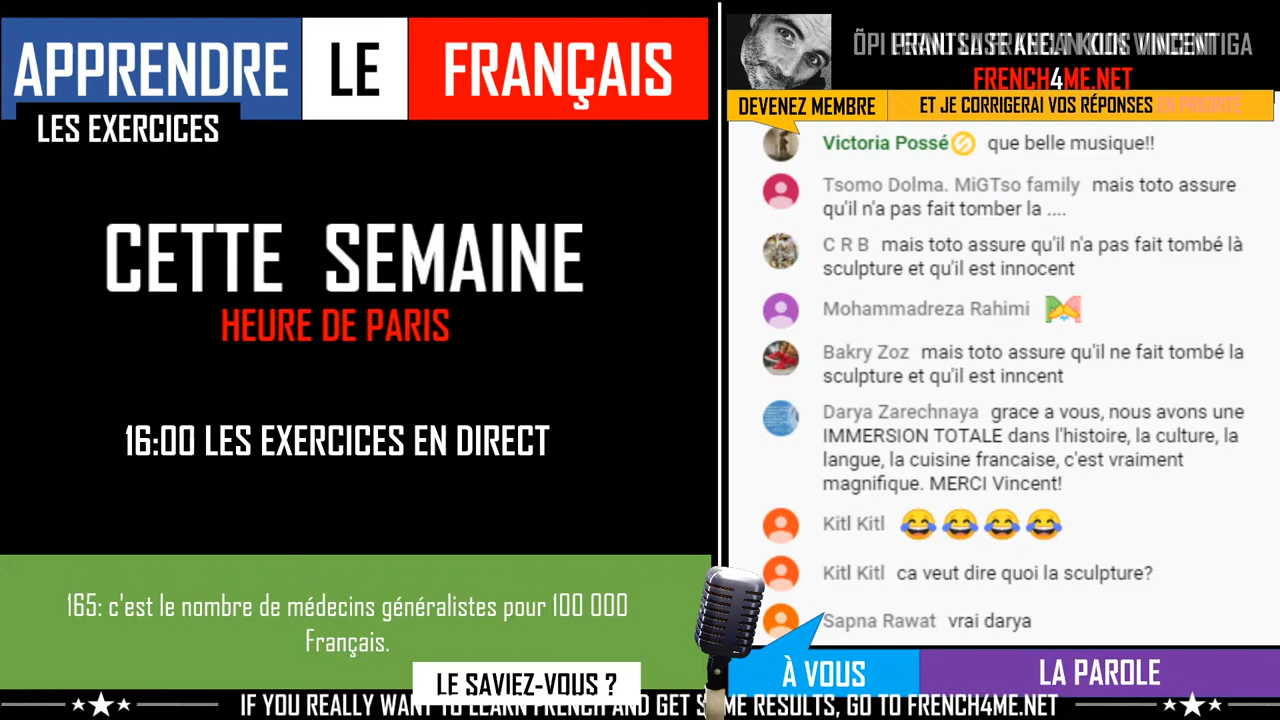 APPRENDRE LE FRANÇAIS
LES EXERCICES
CETTE SEMAINE
HEURE DE PARIS
16:00 LES EXERCICES EN DIRECT
165: c'est le nombre de médecins généralistes pour 100 000
Français.
LE SAVIEZ-VOUS ?
VINCENT
FRENCH4ME.NET
DEVENEZ MEMBRE
ET JE CORRIGERAI VOS RÉPONSES EN PRIORITÉ
Victoria Possé que belle musique!!
Tsomo Dolma. MiGTso family mais toto assure
qu'il n'a pas fait tomber la ....
C R B mais toto assure qu'il n'a pas fait tombé là
sculpture et qu'il est innocent
Mohammadreza Rahimi
Bakry Zoz mais toto assure qu'il ne fait tombé la
sculpture et qu'il est inncent
Darya Zarechnaya grace a vous, nous avons une
IMMERSION TOTALE dans l'histoire, la culture, la
langue, la cuisine francaise, c'est vraiment
magnifique. MERCI Vincent!
Kitl Kitl 😂😂😂😂
Kitl Kitl ca veut dire quoi la sculpture?
Sapna Rawat vrai darya
À VOUS
LA PAROLE
IF YOU REALLY WANT TO LEARN FRENCH AND GET SOME RESULTS, GO TO FRENCH4ME.NET